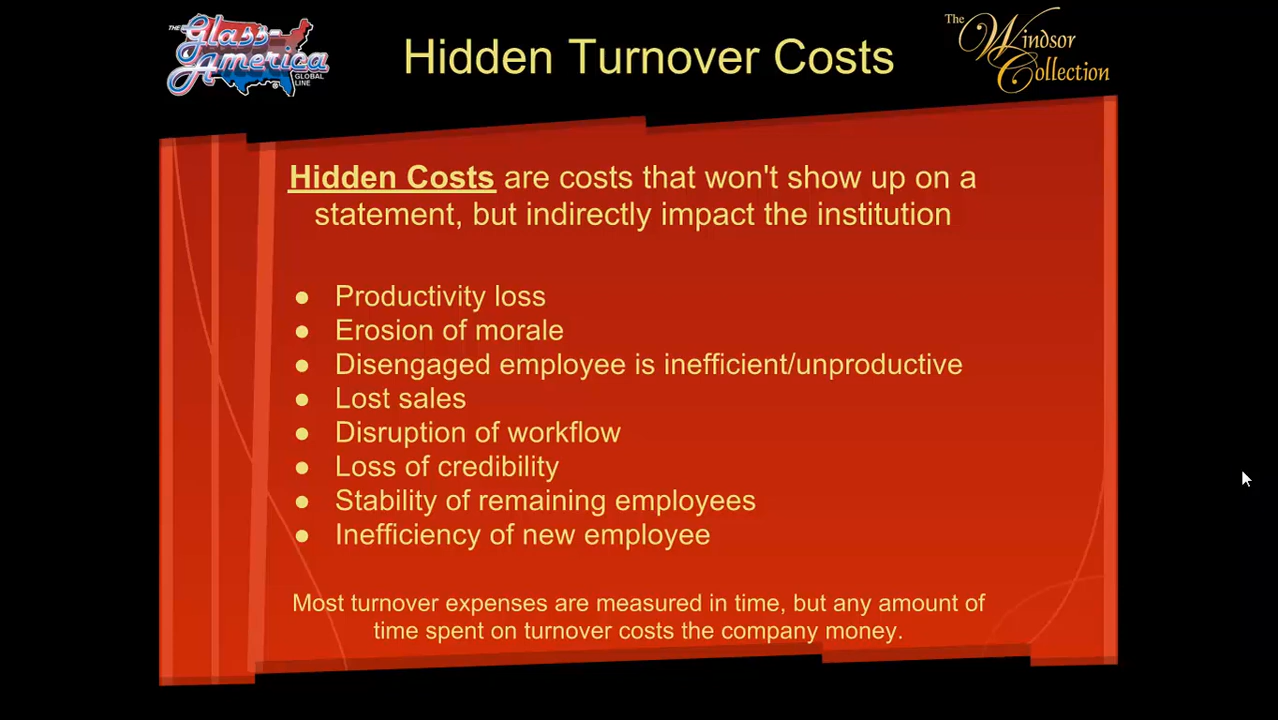 THE
Glass-
America
GLOBAL
LINE
®
Hidden Turnover Costs
The
Windsor
Collection
Hidden Costs are costs that won't show up on a
statement, but indirectly impact the institution
● Productivity loss
● Erosion of morale
● Disengaged employee is inefficient/unproductive
● Lost sales
● Disruption of workflow
● Loss of credibility
● Stability of remaining employees
● Inefficiency of new employee
Most turnover expenses are measured in time, but any amount of
time spent on turnover costs the company money.